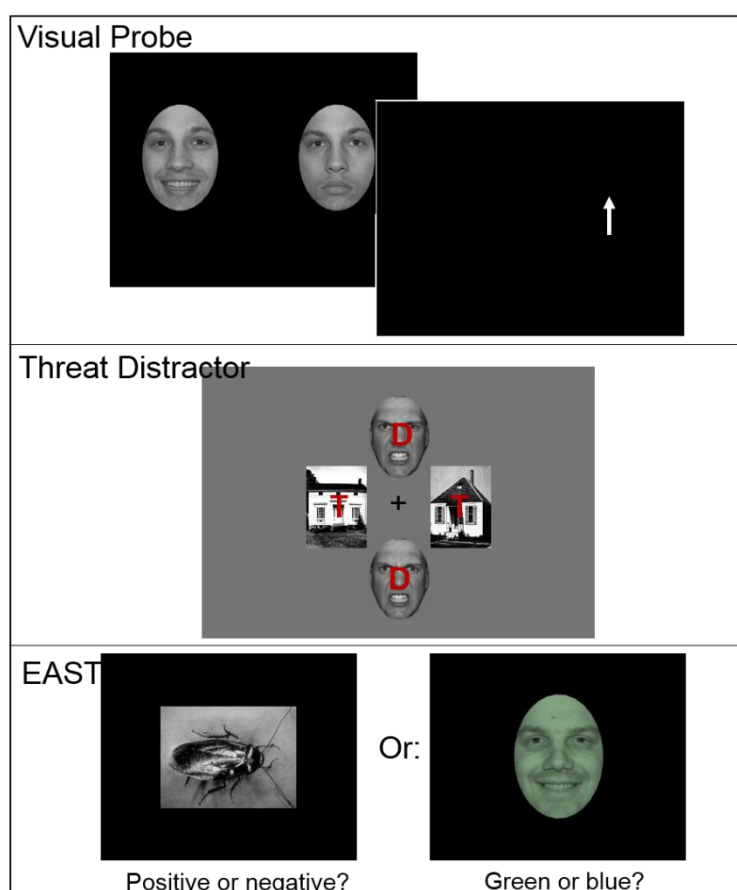 Visual Probe
Threat Distractor
D
T + T
D
EAST
Or:
Positive or negative?
Green or blue?